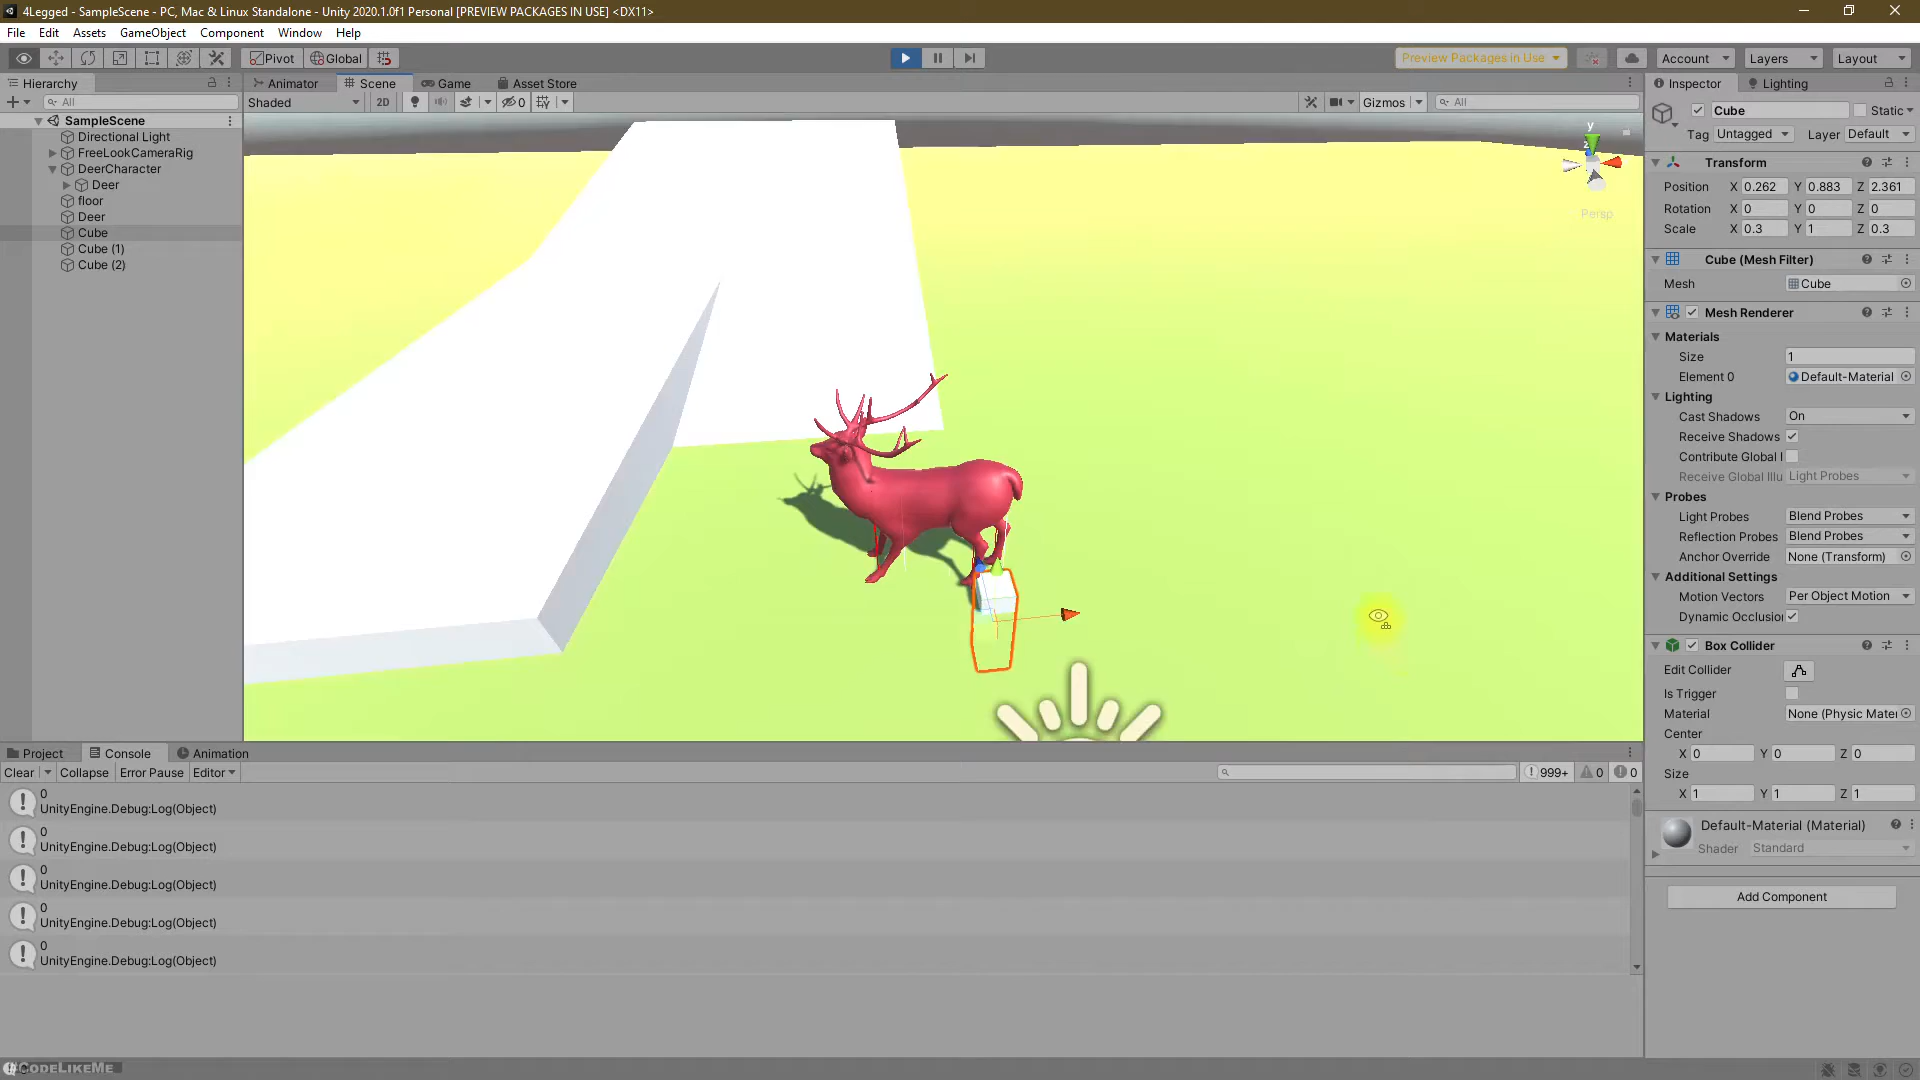 4Legged - SampleScene - PC, Mac & Linux Standalone - Unity 2020.1.0f1 Personal [PREVIEW PACKAGES IN USE] <DX11>
File Edit Assets GameObject Component Window Help
Pivot Global Preview Packages in Use Account Layers Layout
Hierarchy Animator Scene Game Asset Store Inspector Lighting
All Shaded 2D 0 Gizmos All
SampleScene
Directional Light
FreeLookCameraRig
DeerCharacter
Deer
floor
Deer
Cube
Cube (1)
Cube (2)
y
Persp
Cube Static
Tag Untagged Layer Default
Transform
Position X 0.262 Y 0.883 Z 2.361
Rotation X 0 Y 0 Z 0
Scale X 0.3 Y 1 Z 0.3
Cube (Mesh Filter)
Mesh Cube
Mesh Renderer
Materials
Size 1
Element 0 Default-Material
Lighting
Cast Shadows On
Receive Shadows
Contribute Global I
Receive Global Illu Light Probes
Probes
Light Probes Blend Probes
Reflection Probes Blend Probes
Anchor Override None (Transform)
Additional Settings
Motion Vectors Per Object Motion
Dynamic Occlusion
Box Collider
Edit Collider
Is Trigger
Material None (Physic Mater
Center
X 0 Y 0 Z 0
Size
X 1 Y 1 Z 1
Default-Material (Material)
Shader Standard
Add Component
Project Console Animation
Clear Collapse Error Pause Editor 999+ 0 0
0
UnityEngine.Debug:Log(Object)
0
UnityEngine.Debug:Log(Object)
0
UnityEngine.Debug:Log(Object)
0
UnityEngine.Debug:Log(Object)
0
UnityEngine.Debug:Log(Object)
#CodeLikeMe